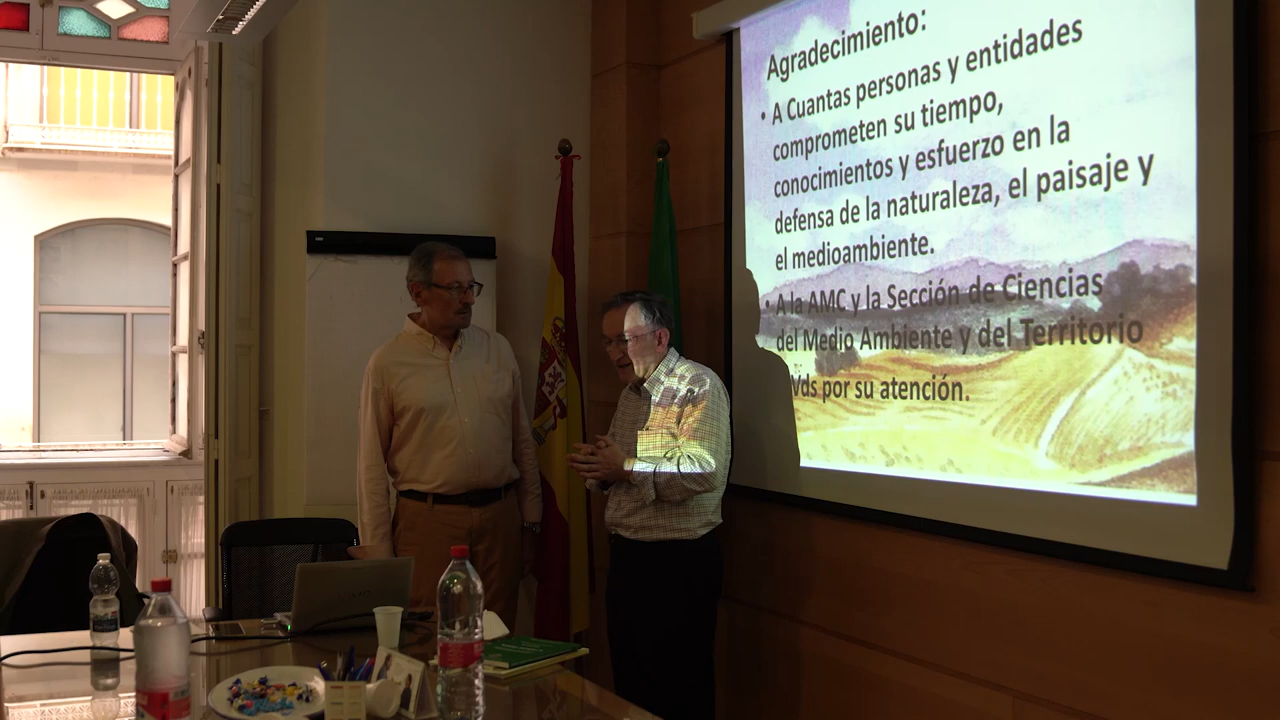 Agradecimiento:
• A Cuantas personas y entidades
comprometen su tiempo,
conocimientos y esfuerzo en la
defensa de la naturaleza, el paisaje y
el medioambiente.
• A la AMC y la Sección de Ciencias
del Medio Ambiente y del Territorio
Vds por su atención.